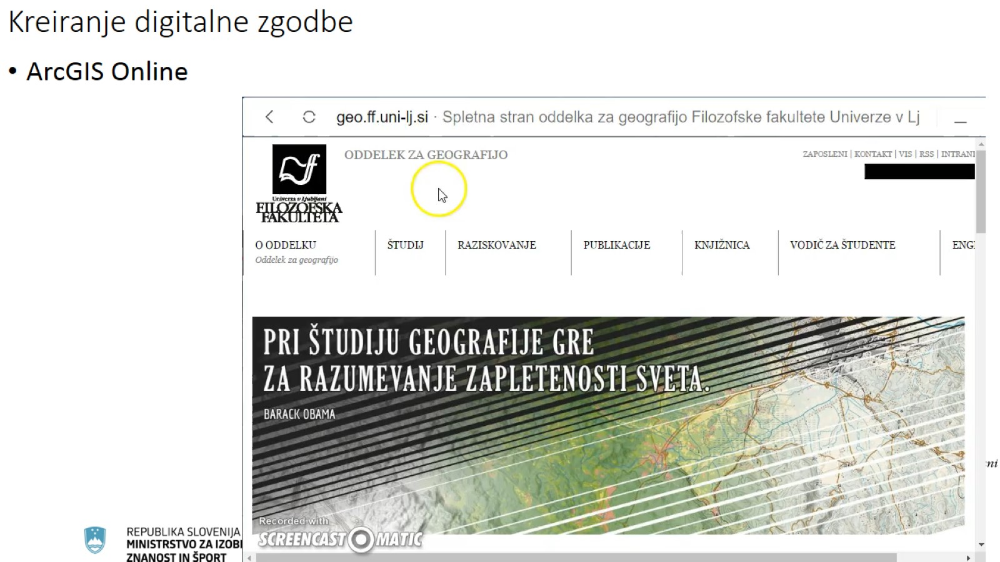 Kreiranje digitalne zgodbe
• ArcGIS Online
geo.ff.uni-lj.si · Spletna stran oddelka za geografijo Filozofske fakultete Univerze v Lj
ODDELEK ZA GEOGRAFIJO
ZAPOSLENI | KONTAKT | VIS | RSS | INTRANE
Univerza v Ljubljani
FILOZOFSKA
FAKULTETA
O ODDELKU
Oddelek za geografijo
ŠTUDIJ
RAZISKOVANJE
PUBLIKACIJE
KNJIŽNICA
VODIČ ZA ŠTUDENTE
ENG
PRI ŠTUDIJU GEOGRAFIJE GRE
ZA RAZUMEVANJE ZAPLETENOSTI SVETA.
BARACK OBAMA
ni
Recorded with
SCREENCAST MATIC
REPUBLIKA SLOVENIJA
MINISTRSTVO ZA IZOB
ZNANOST IN ŠPORT